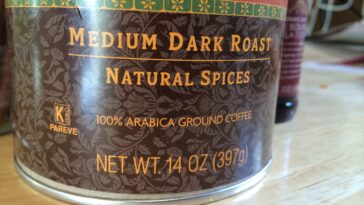 MEDIUM DARK ROAST
NATURAL SPICES
100% ARABICA GROUND COFFEE
K
PAREVE
NET WT. 14 OZ (397g)